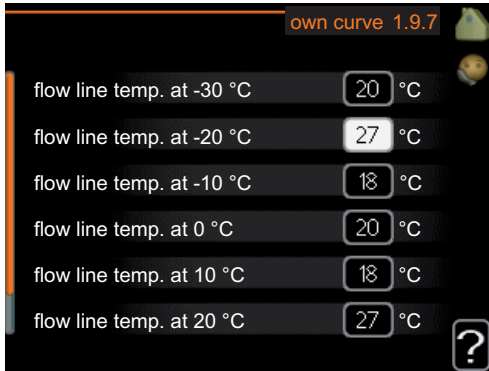 own curve 1.9.7
flow line temp. at -30 °C 20 °C
flow line temp. at -20 °C 27 °C
flow line temp. at -10 °C 18 °C
flow line temp. at 0 °C 20 °C
flow line temp. at 10 °C 18 °C
flow line temp. at 20 °C 27 °C
?